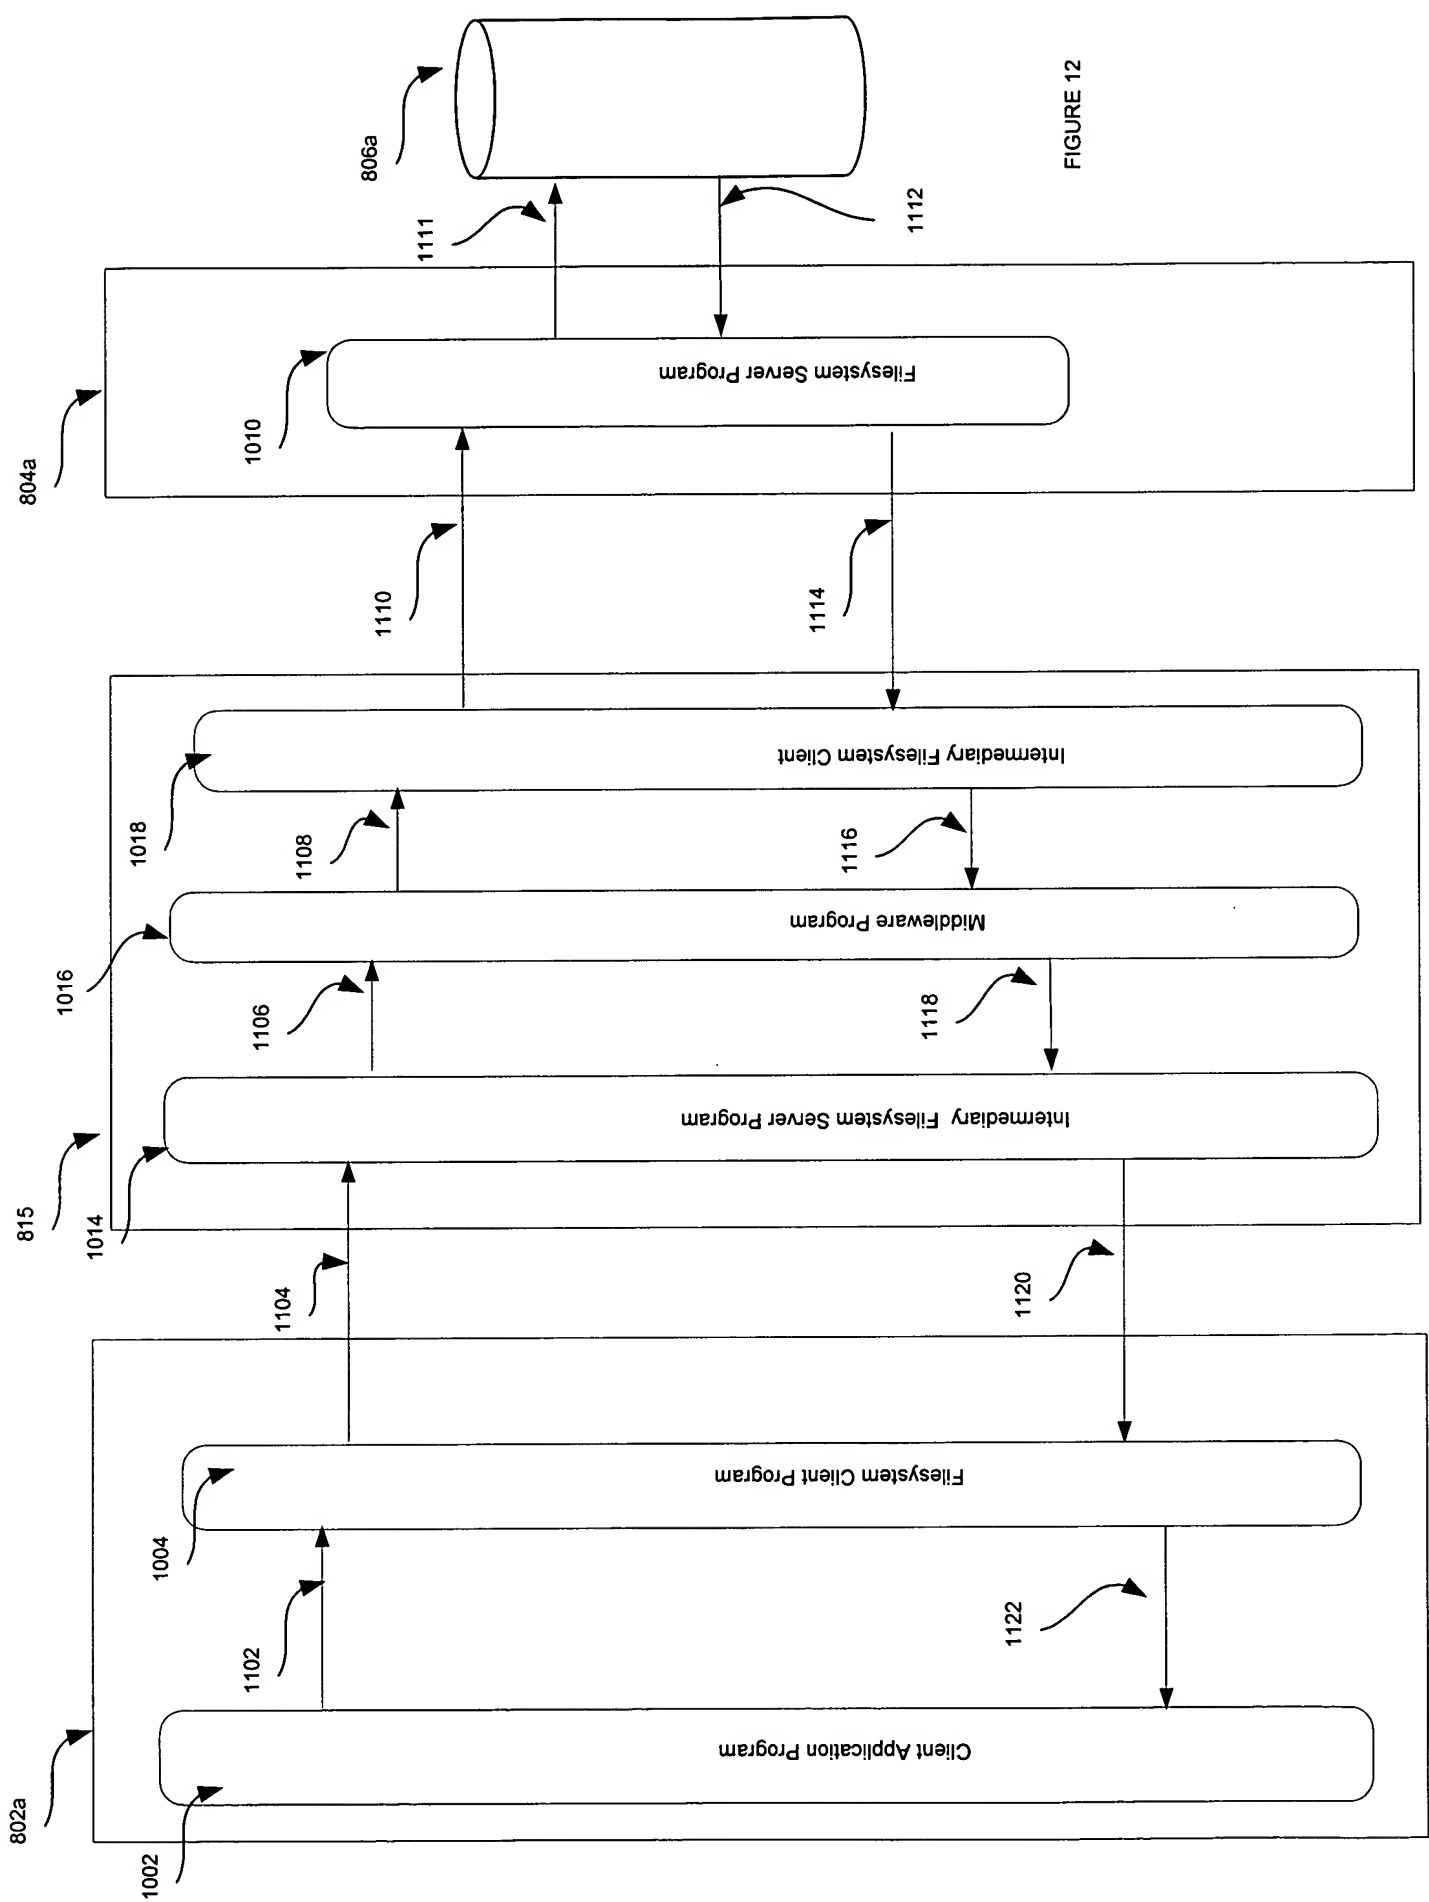 806a
1111
1112
FIGURE 12
804a
1010
Filesystem Server Program
1110
1114
1018
Intermediary Filesystem Client
1108
1116
1016
Middleware Program
1106
1118
815
1014
Intermediary Filesystem Server Program
1104
1120
802a
1004
Filesystem Client Program
1102
1122
1002
Client Application Program